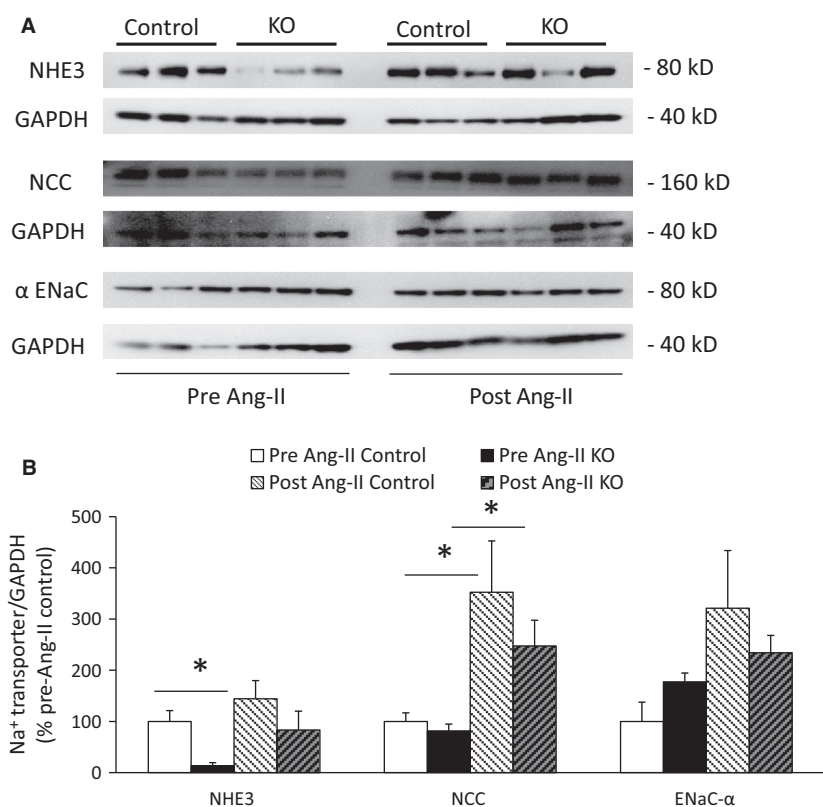 A
Control KO Control KO
NHE3 - 80 kD
GAPDH - 40 kD
NCC - 160 kD
GAPDH - 40 kD
α ENaC - 80 kD
GAPDH - 40 kD
Pre Ang-II Post Ang-II
B
Pre Ang-II Control Pre Ang-II KO
Post Ang-II Control Post Ang-II KO
Na⁺ transporter/GAPDH
(% pre-Ang-II control)
500
400
300
200
100
0
*
*
*
NHE3 NCC ENaC-α